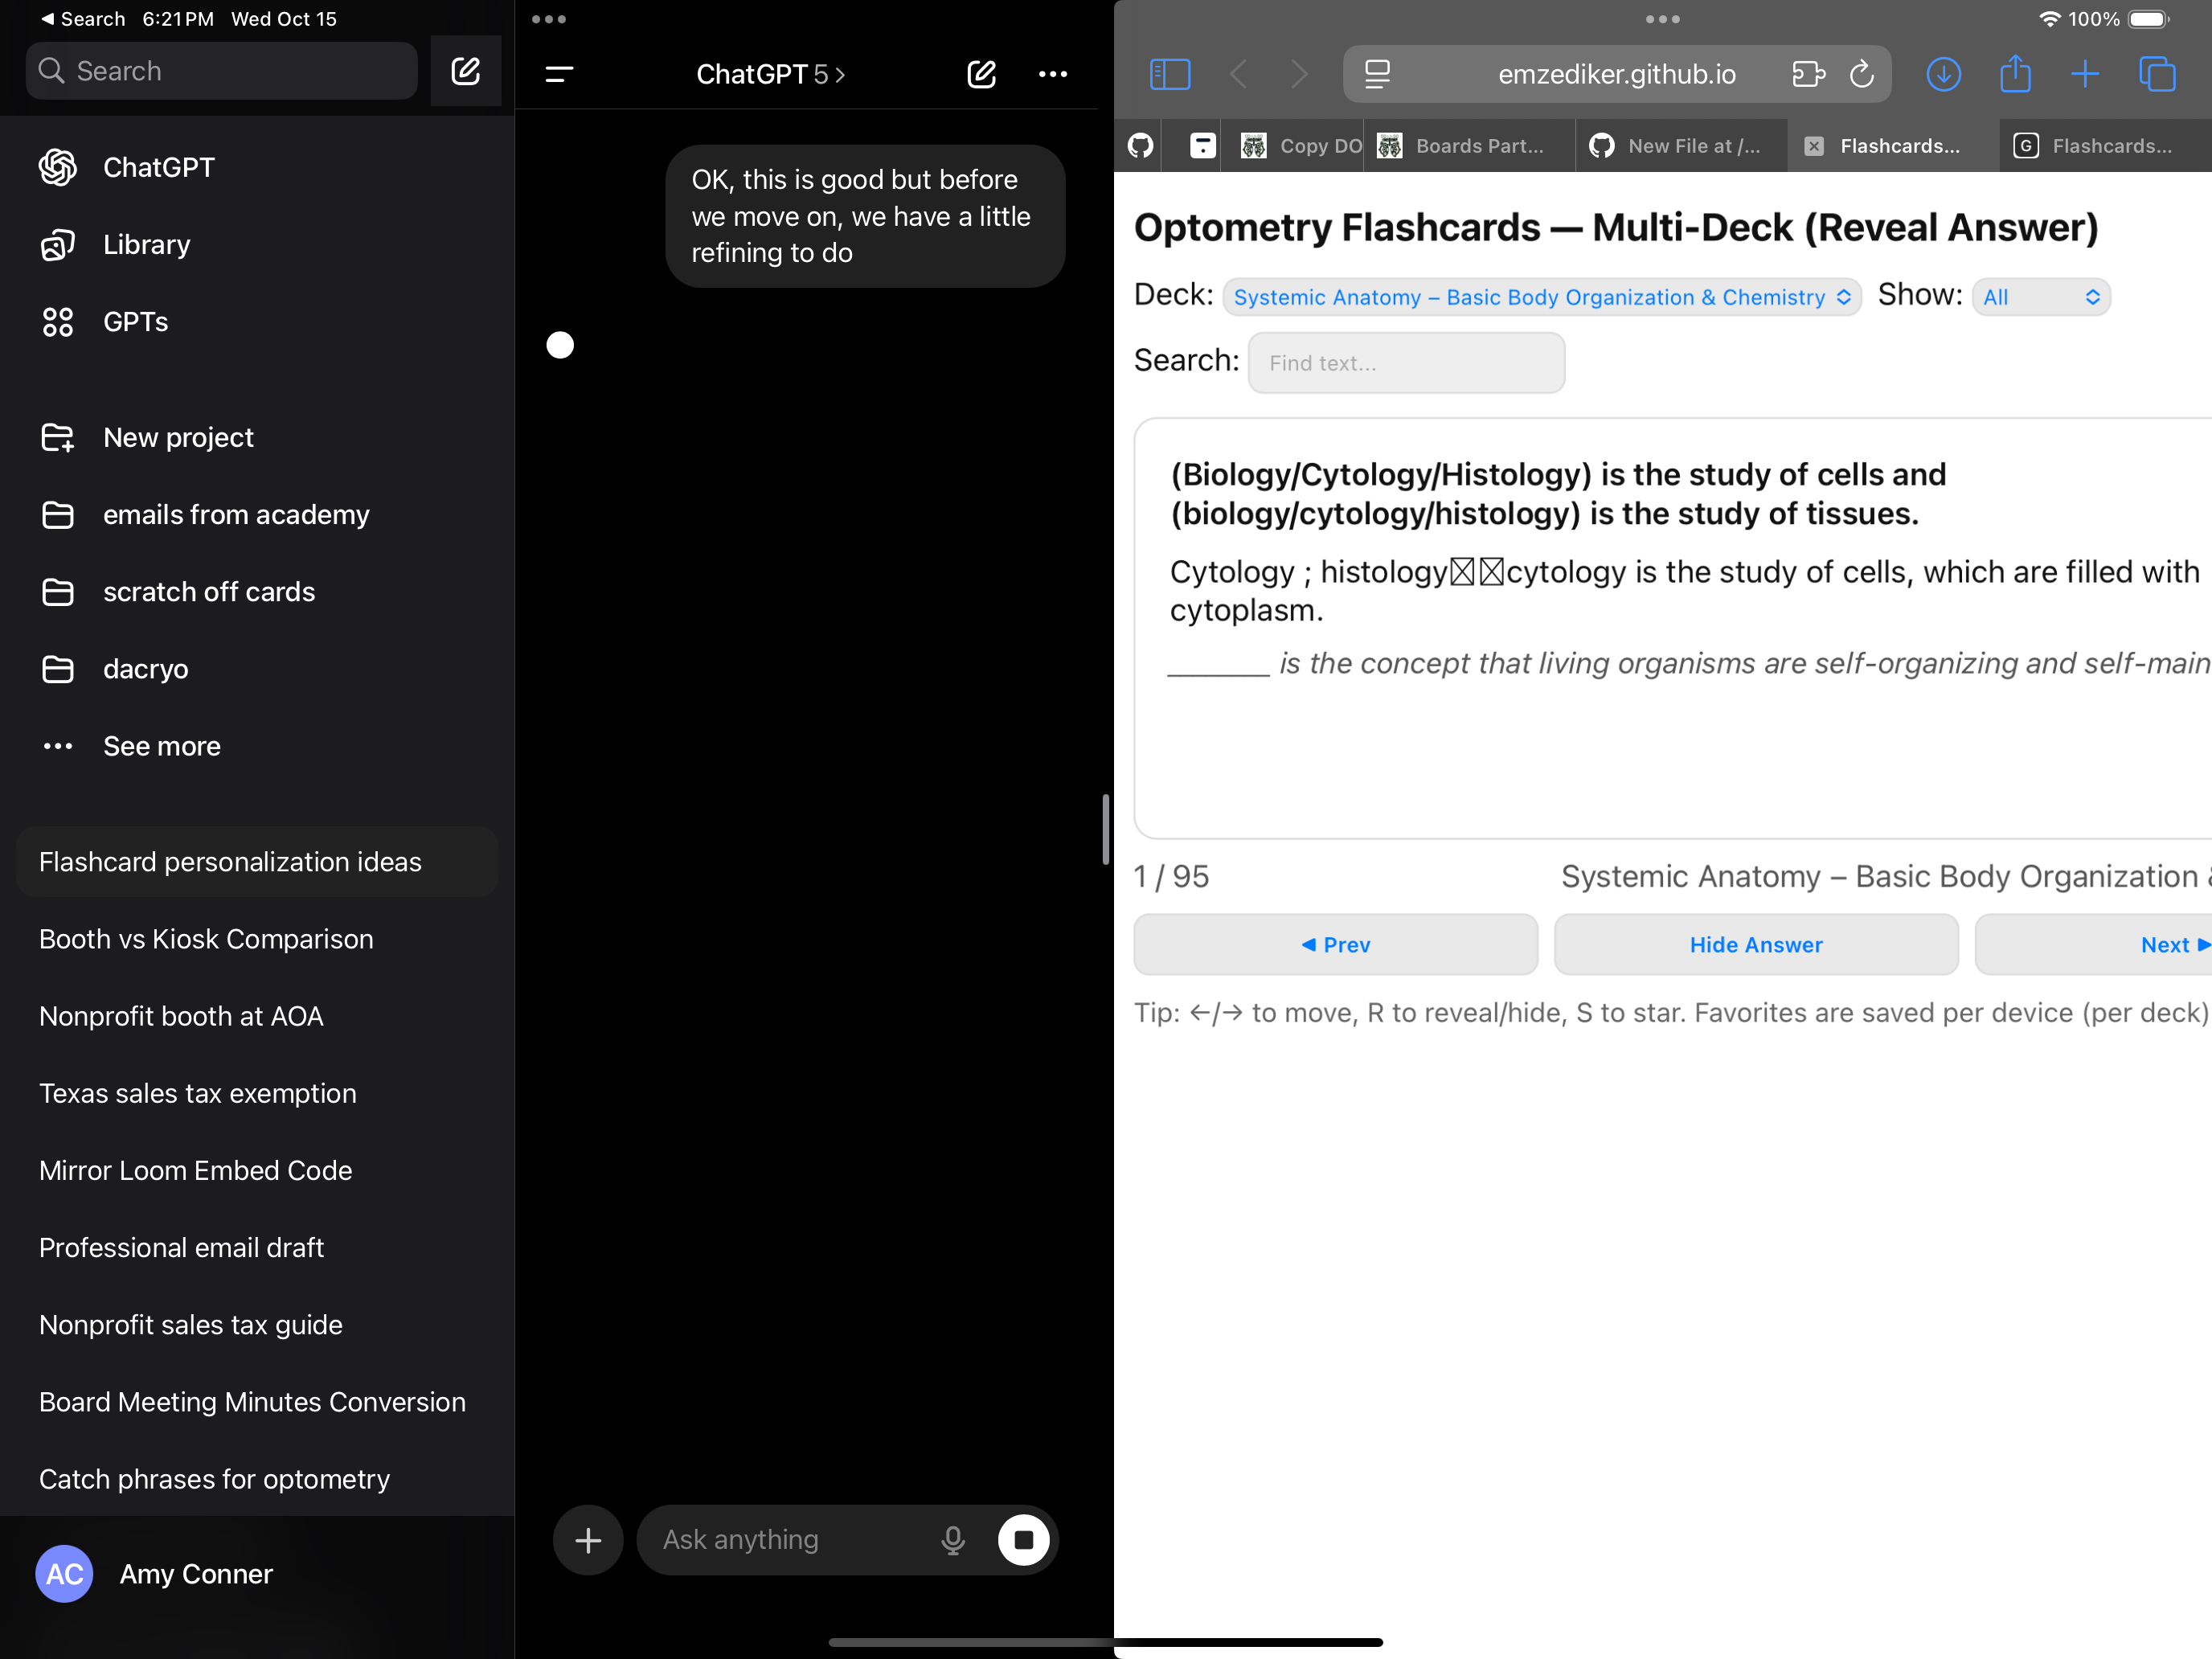 Search 6:21 PM Wed Oct 15
Search
ChatGPT
Library
GPTs
New project
emails from academy
scratch off cards
dacryo
See more
Flashcard personalization ideas
Booth vs Kiosk Comparison
Nonprofit booth at AOA
Texas sales tax exemption
Mirror Loom Embed Code
Professional email draft
Nonprofit sales tax guide
Board Meeting Minutes Conversion
Catch phrases for optometry
AC Amy Conner
ChatGPT 5 >
OK, this is good but before
we move on, we have a little
refining to do
Ask anything
100%
emzediker.github.io
Copy DO
Boards Part...
New File at /...
Flashcards...
G Flashcards...
Optometry Flashcards — Multi-Deck (Reveal Answer)
Deck: Systemic Anatomy – Basic Body Organization & Chemistry Show: All
Search: Find text...
(Biology/Cytology/Histology) is the study of cells and
(biology/cytology/histology) is the study of tissues.
Cytology ; histology☒☒cytology is the study of cells, which are filled with
cytoplasm.
_______ is the concept that living organisms are self-organizing and self-main
1 / 95
Systemic Anatomy – Basic Body Organization &
◀ Prev
Hide Answer
Next ▶
Tip: ←/→ to move, R to reveal/hide, S to star. Favorites are saved per device (per deck)